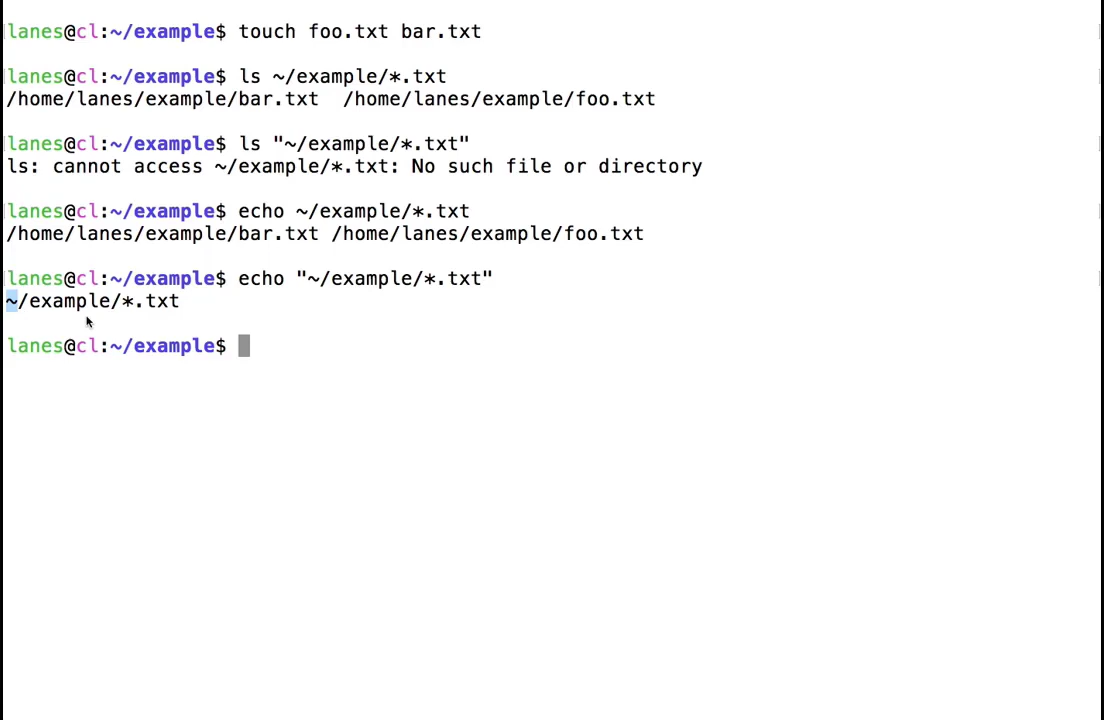 lanes@cl:~/example$ touch foo.txt bar.txt
lanes@cl:~/example$ ls ~/example/*.txt
/home/lanes/example/bar.txt  /home/lanes/example/foo.txt
lanes@cl:~/example$ ls "~/example/*.txt"
ls: cannot access ~/example/*.txt: No such file or directory
lanes@cl:~/example$ echo ~/example/*.txt
/home/lanes/example/bar.txt /home/lanes/example/foo.txt
lanes@cl:~/example$ echo "~/example/*.txt"
~/example/*.txt
lanes@cl:~/example$